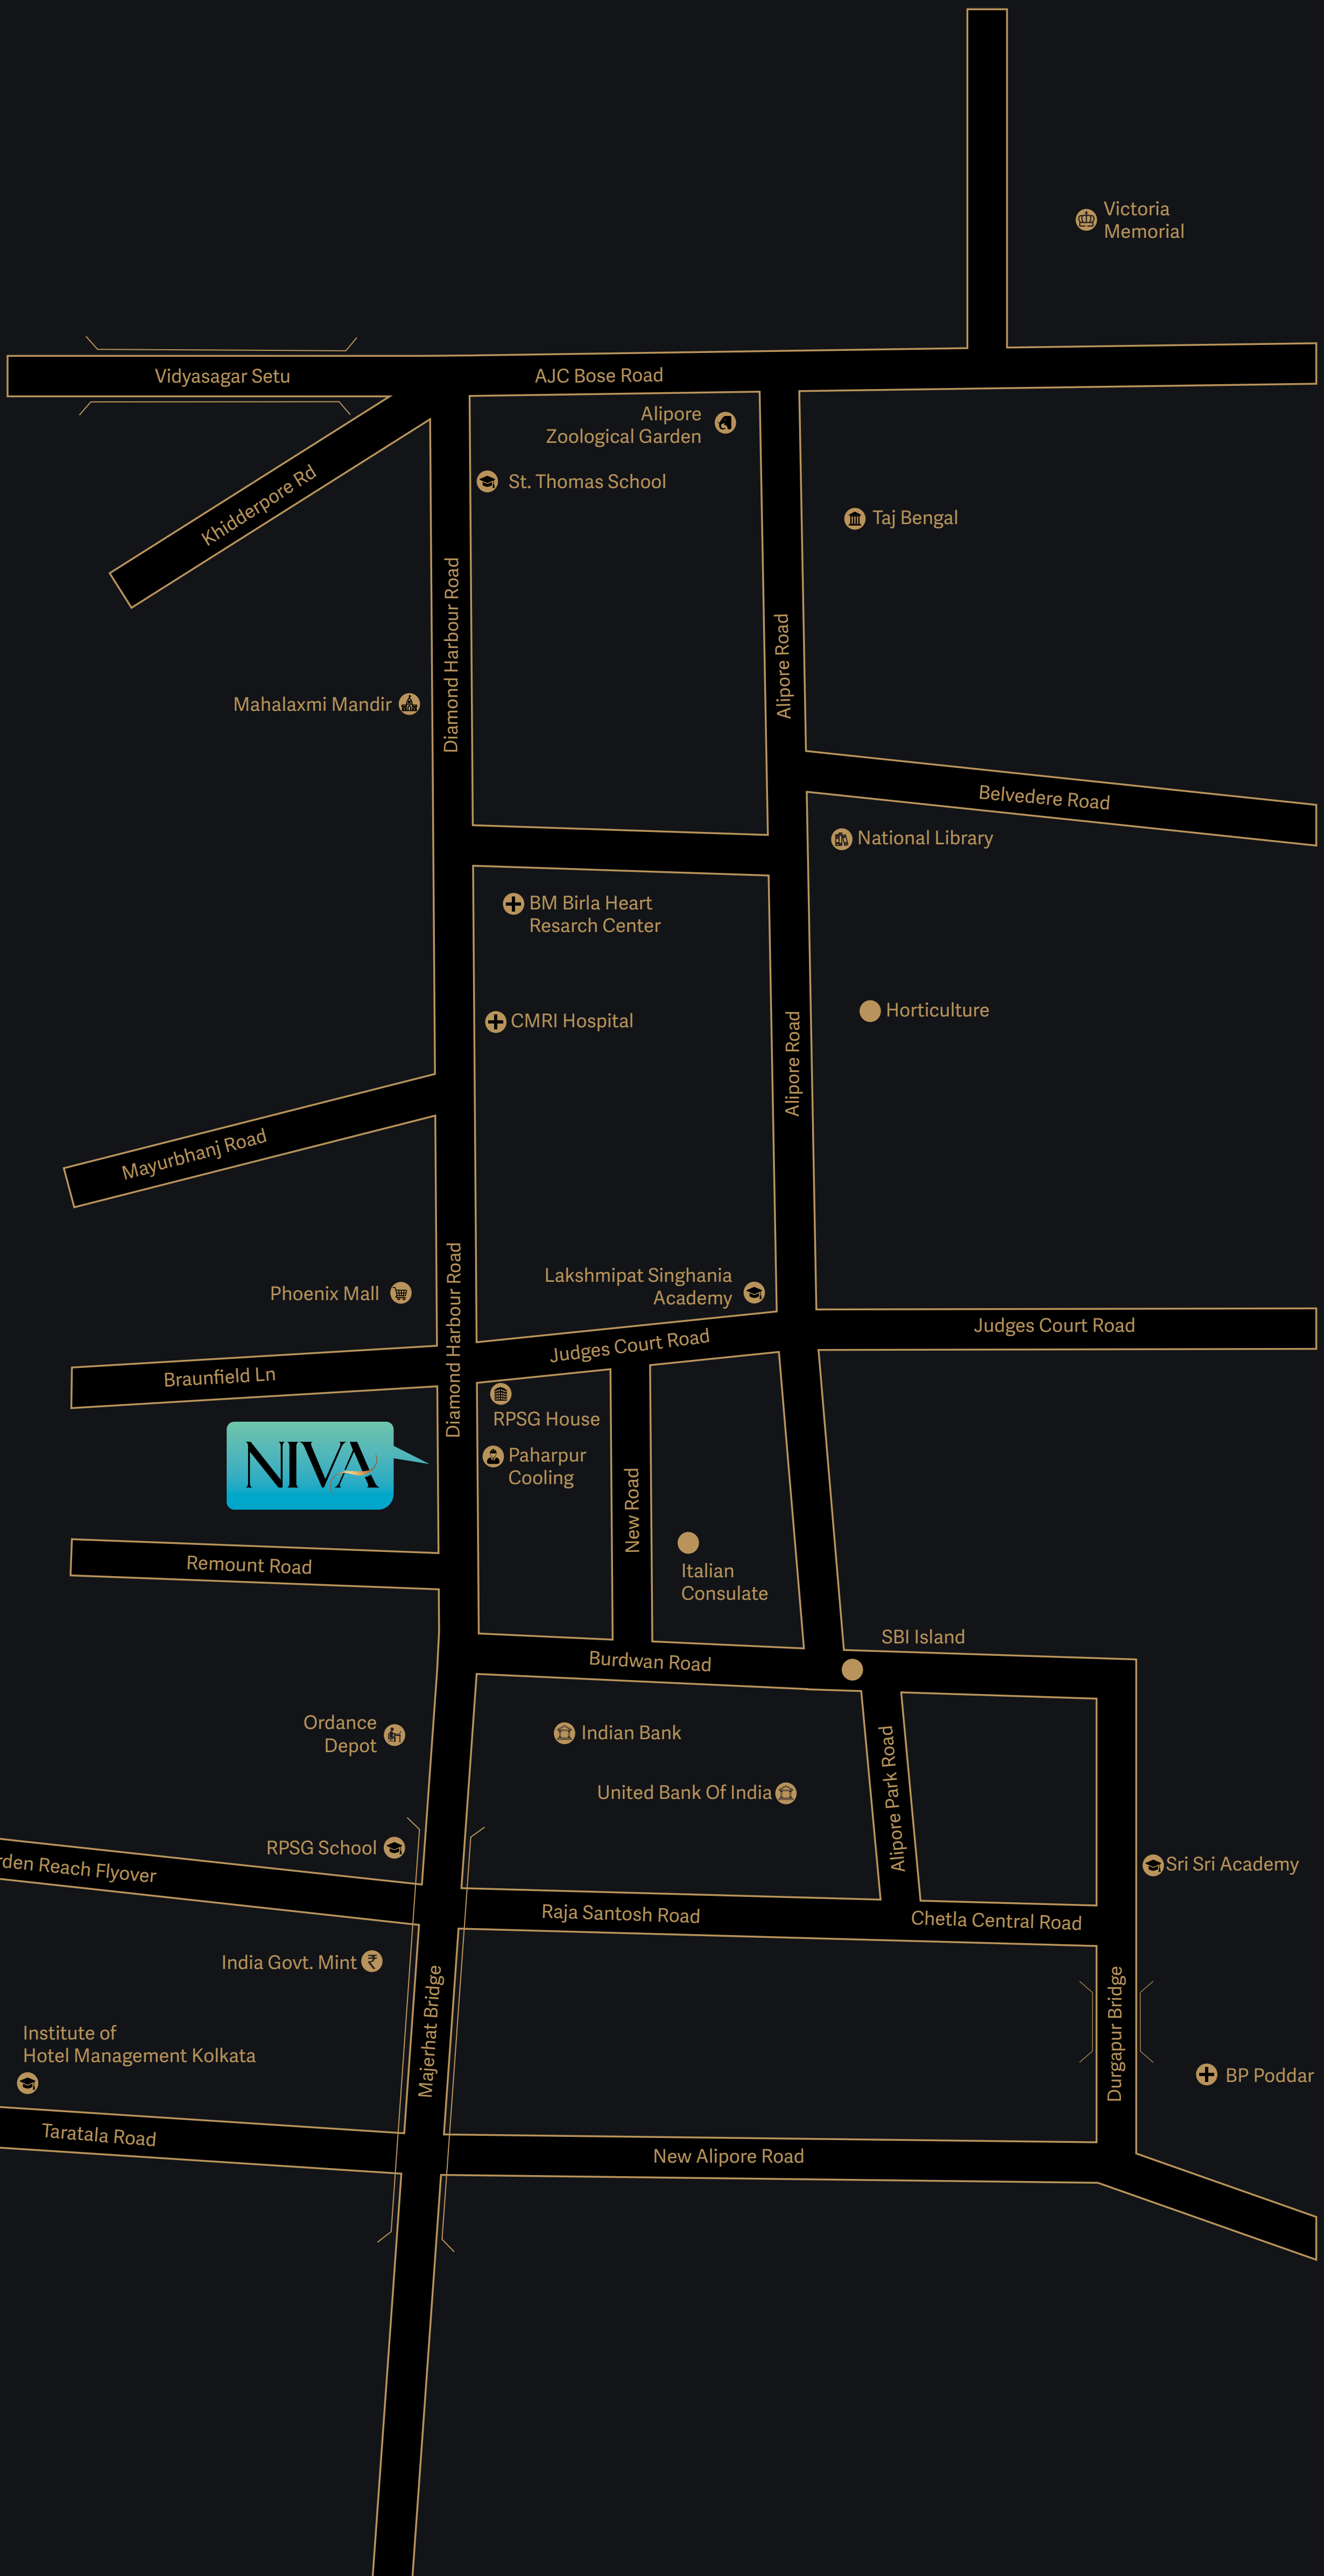 Victoria
Memorial
Vidyasagar Setu
AJC Bose Road
Alipore
Zoological Garden
St. Thomas School
Khidderpore Rd
Taj Bengal
Diamond Harbour Road
Alipore Road
Mahalaxmi Mandir
Belvedere Road
National Library
BM Birla Heart
Resarch Center
CMRI Hospital
Horticulture
Alipore Road
Mayurbhanj Road
Lakshmipat Singhania
Academy
Phoenix Mall
Diamond Harbour Road
Judges Court Road
Judges Court Road
Braunfield Ln
RPSG House
NIVA
Paharpur
Cooling
New Road
Remount Road
Italian
Consulate
SBI Island
Burdwan Road
Ordance
Depot
Indian Bank
United Bank Of India
Alipore Park Road
RPSG School
rden Reach Flyover
Sri Sri Academy
Raja Santosh Road
Chetla Central Road
India Govt. Mint
Majerhat Bridge
Durgapur Bridge
Institute of
Hotel Management Kolkata
BP Poddar
Taratala Road
New Alipore Road